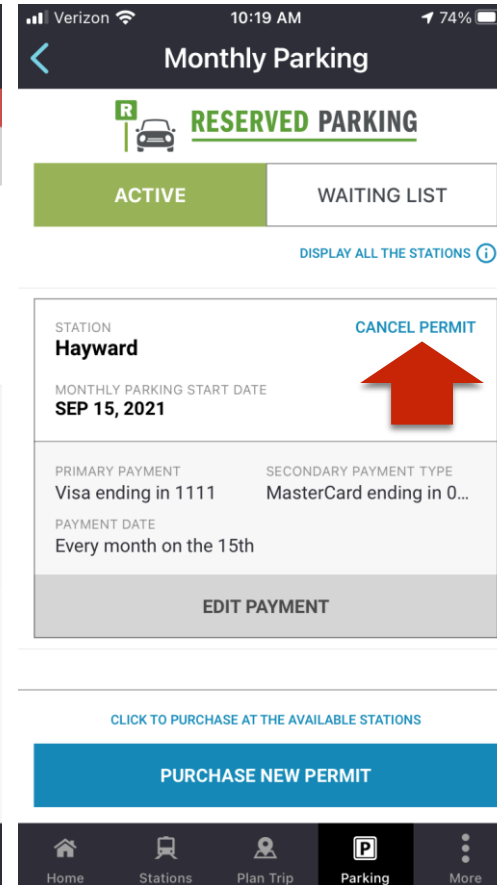 Verizon 10:19 AM 74%
Monthly Parking
R RESERVED PARKING
ACTIVE WAITING LIST
DISPLAY ALL THE STATIONS i
STATION CANCEL PERMIT
Hayward
MONTHLY PARKING START DATE
SEP 15, 2021
PRIMARY PAYMENT SECONDARY PAYMENT TYPE
Visa ending in 1111 MasterCard ending in 0...
PAYMENT DATE
Every month on the 15th
EDIT PAYMENT
CLICK TO PURCHASE AT THE AVAILABLE STATIONS
PURCHASE NEW PERMIT
P
Home Stations Plan Trip Parking More